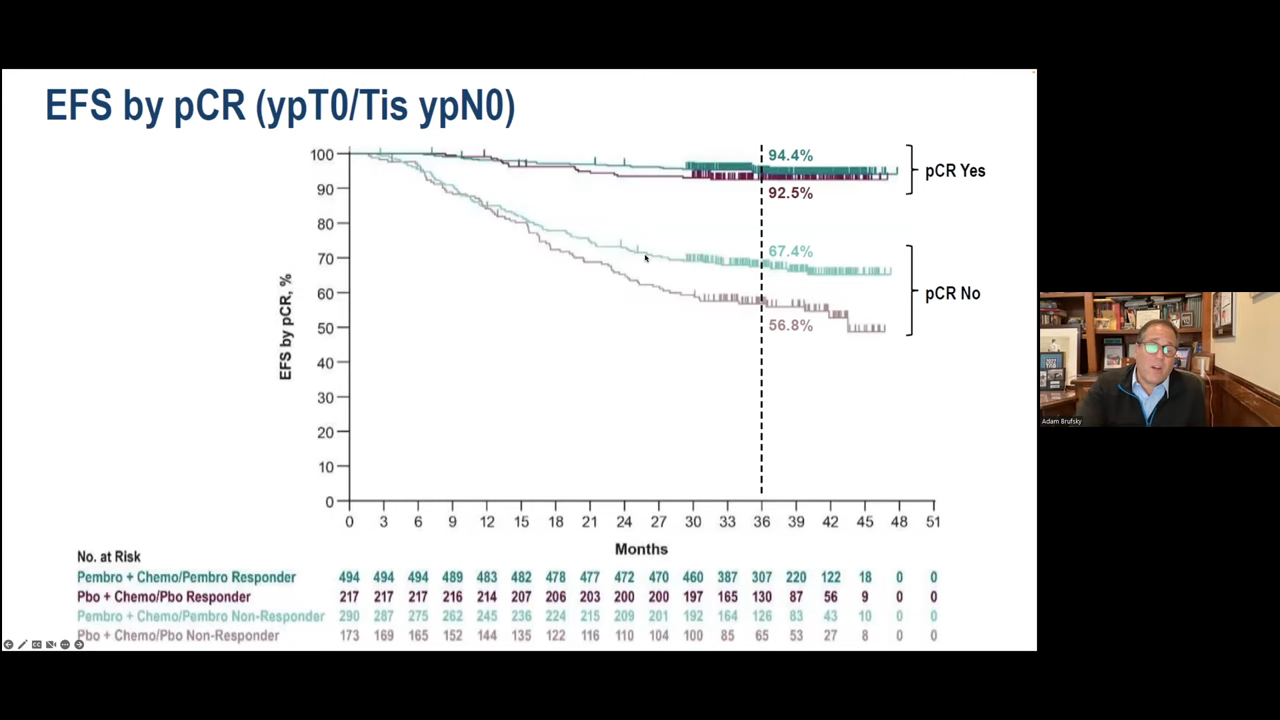 EFS by pCR (ypT0/Tis ypN0)
100
90
80
70
60
50
40
30
20
10
0
EFS by pCR, %
94.4%
92.5%
67.4%
56.8%
pCR Yes
pCR No
0 3 6 9 12 15 18 21 24 27 30 33 36 39 42 45 48 51
Months
No. at Risk
Pembro + Chemo/Pembro Responder 494 494 494 489 483 482 478 477 472 470 460 387 307 220 122 18 0 0
Pbo + Chemo/Pbo Responder 217 217 217 216 214 207 206 203 200 200 197 165 130 87 56 9 0 0
Pembro + Chemo/Pembro Non-Responder 290 287 275 262 245 236 224 215 209 201 192 164 126 83 43 10 0 0
Pbo + Chemo/Pbo Non-Responder 173 169 165 152 144 135 122 116 110 104 100 85 65 53 27 8 0 0
Adam Brufsky